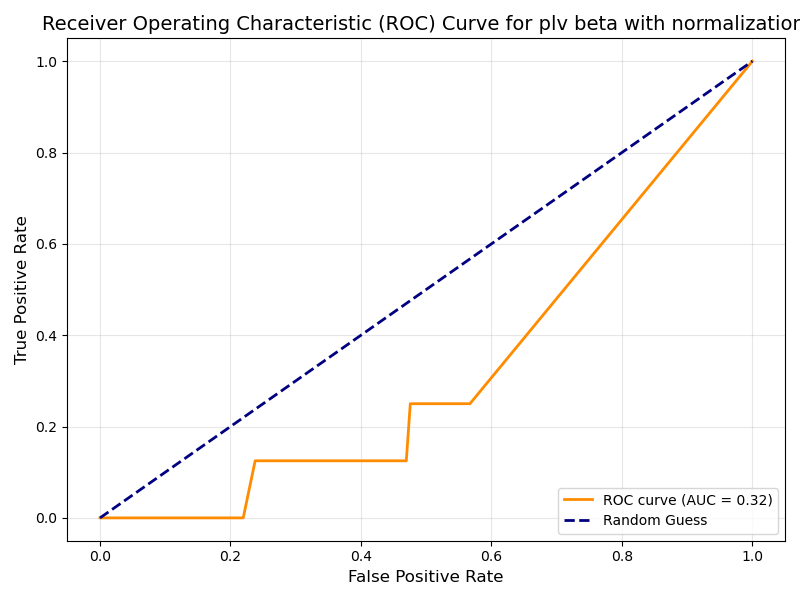 Receiver Operating Characteristic (ROC) Curve for plv beta with normalization
1.0
0.8
0.6
0.4
0.2
0.0
True Positive Rate
0.0 0.2 0.4 0.6 0.8 1.0
False Positive Rate
ROC curve (AUC = 0.32)
Random Guess